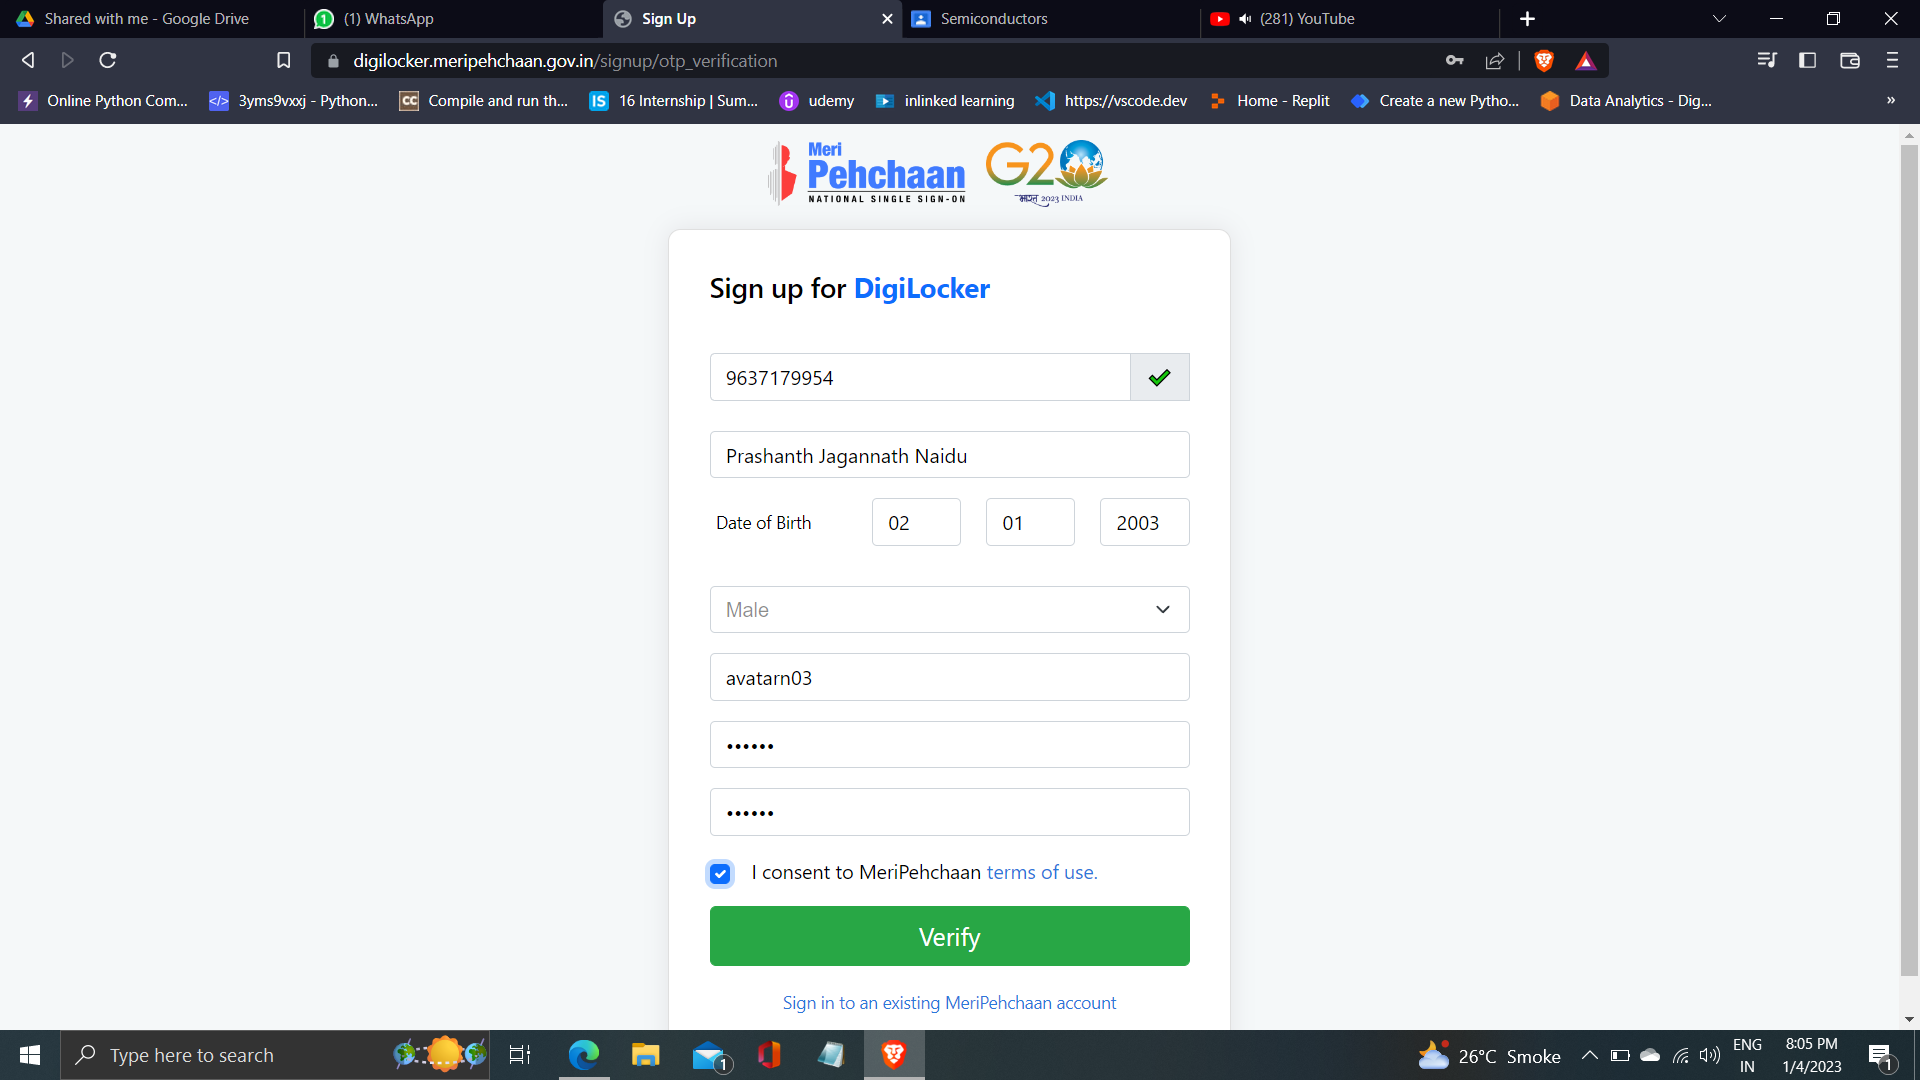 Shared with me - Google Drive
(1) WhatsApp
Sign Up
Semiconductors
(281) YouTube
digilocker.meripehchaan.gov.in/signup/otp_verification
Online Python Com...
3yms9vxxj - Python...
CC Compile and run th...
IS 16 Internship | Sum...
udemy
inlinked learning
https://vscode.dev
Home - Replit
Create a new Pytho...
Data Analytics - Dig...
»
Meri
Pehchaan
NATIONAL SINGLE SIGN-ON
G20
भारत 2023 INDIA
Sign up for DigiLocker
9637179954
Prashanth Jagannath Naidu
Date of Birth
02
01
2003
Male
avatarn03
••••••
••••••
I consent to MeriPehchaan terms of use.
Verify
Sign in to an existing MeriPehchaan account
Type here to search
1
26°C Smoke
ENG
IN
8:05 PM
1/4/2023
1